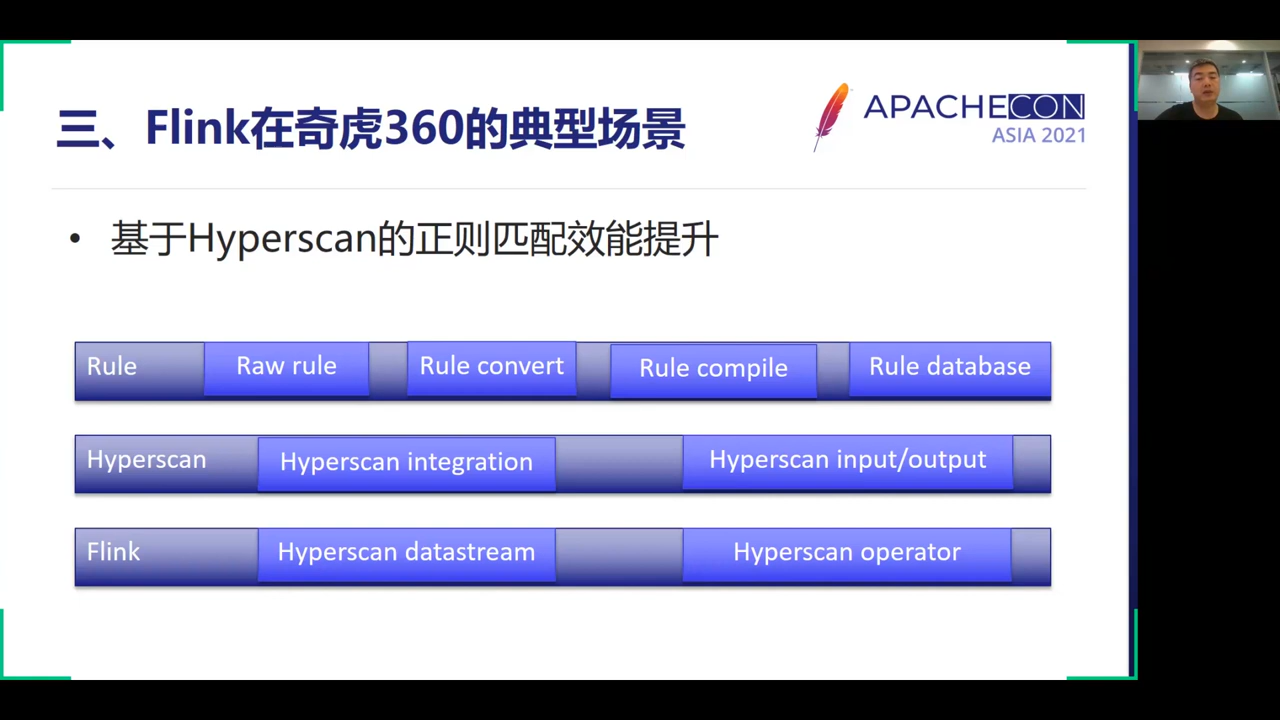 三、Flink在奇虎360的典型场景
APACHECON
ASIA 2021
• 基于Hyperscan的正则匹配效能提升
Rule Raw rule Rule convert Rule compile Rule database
Hyperscan Hyperscan integration Hyperscan input/output
Flink Hyperscan datastream Hyperscan operator